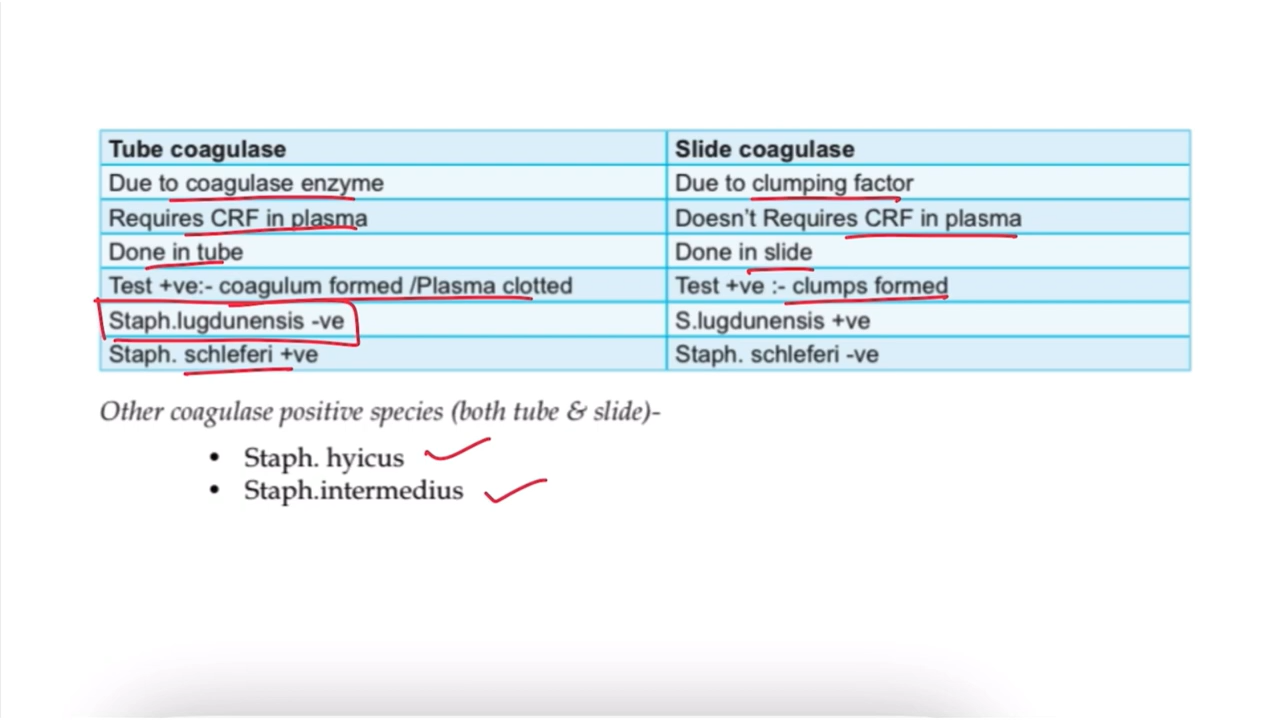 Tube coagulase
Slide coagulase
Due to coagulase enzyme
Due to clumping factor
Requires CRF in plasma
Doesn't Requires CRF in plasma
Done in tube
Done in slide
Test +ve:- coagulum formed /Plasma clotted
Test +ve :- clumps formed
Staph.lugdunensis -ve
S.lugdunensis +ve
Staph. schleferi +ve
Staph. schleferi -ve
Other coagulase positive species (both tube & slide)-
• Staph. hyicus
• Staph.intermedius